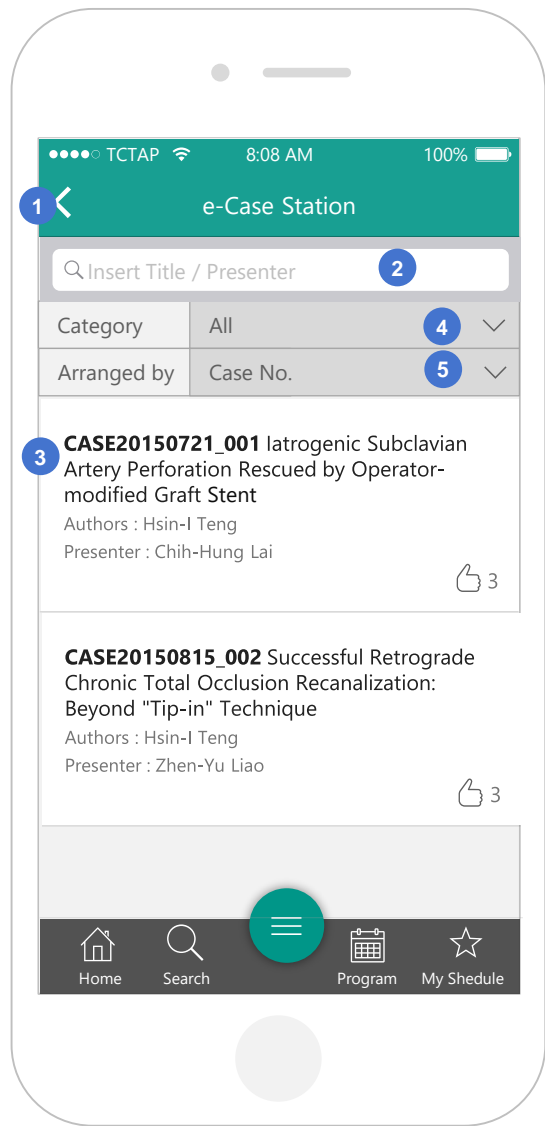 TCTAP 8:08 AM 100%
1 e-Case Station
Insert Title / Presenter 2
Category All 4
Arranged by Case No. 5
3 CASE20150721_001 Iatrogenic Subclavian
Artery Perforation Rescued by Operator-
modified Graft Stent
Authors : Hsin-I Teng
Presenter : Chih-Hung Lai
3
CASE20150815_002 Successful Retrograde
Chronic Total Occlusion Recanalization:
Beyond "Tip-in" Technique
Authors : Hsin-I Teng
Presenter : Zhen-Yu Liao
3
Home Search Program My Shedule